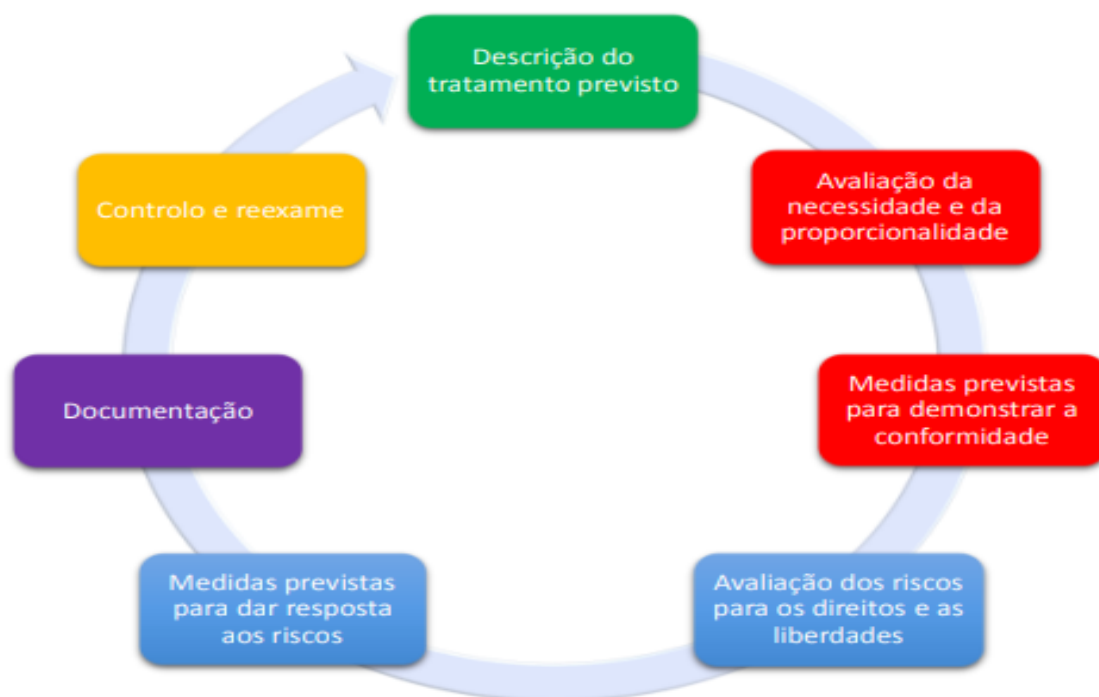 Descrição do
tratamento previsto
Avaliação da
necessidade e da
proporcionalidade
Medidas previstas
para demonstrar a
conformidade
Avaliação dos riscos
para os direitos e as
liberdades
Medidas previstas
para dar resposta
aos riscos
Documentação
Controlo e reexame